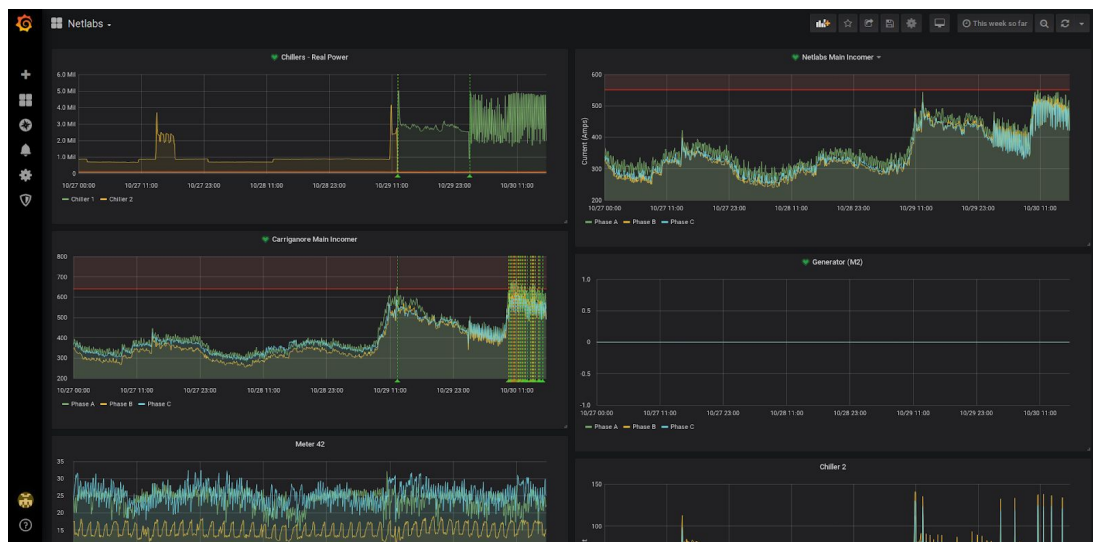 Netlabs
This week so far
Chillers - Real Power
6.0 Mil
5.0 Mil
4.0 Mil
3.0 Mil
2.0 Mil
1.0 Mil
0
10/27 00:00 10/27 11:00 10/27 23:00 10/28 11:00 10/28 23:00 10/29 11:00 10/29 23:00 10/30 11:00
Chiller 1 Chiller 2
Netlabs Main Incomer
Current (Amps)
600
500
400
300
200
10/27 00:00 10/27 11:00 10/27 23:00 10/28 11:00 10/28 23:00 10/29 11:00 10/29 23:00 10/30 11:00
Phase A Phase B Phase C
Carriganore Main Incomer
800
700
600
500
400
300
200
10/27 00:00 10/27 11:00 10/27 23:00 10/28 11:00 10/28 23:00 10/29 11:00 10/29 23:00 10/30 11:00
Phase A Phase B Phase C
Generator (M2)
1.0
0.5
0
-0.5
-1.0
10/27 00:00 10/27 11:00 10/27 23:00 10/28 11:00 10/28 23:00 10/29 11:00 10/29 23:00 10/30 11:00
Phase A Phase B Phase C
Meter 42
35
30
25
20
15
Chiller 2
150
100